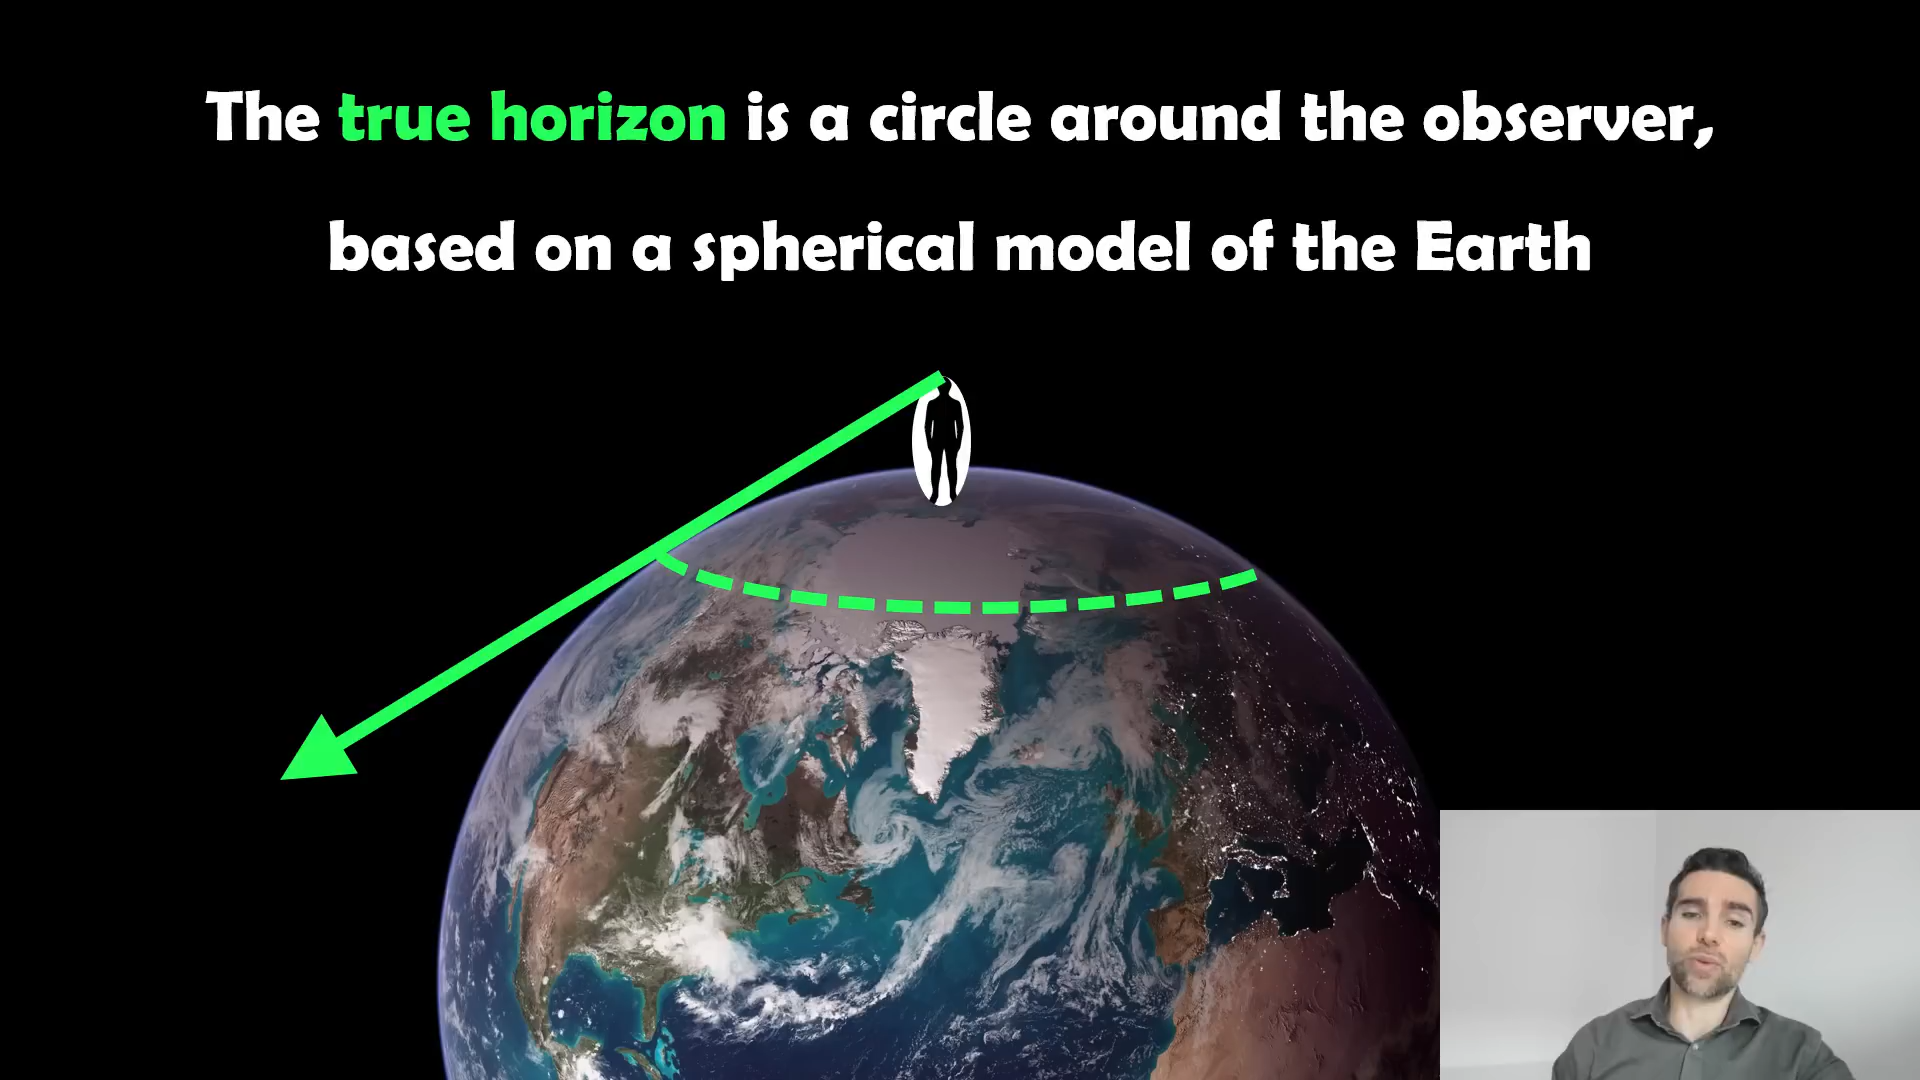 The true horizon is a circle around the observer,
based on a spherical model of the Earth